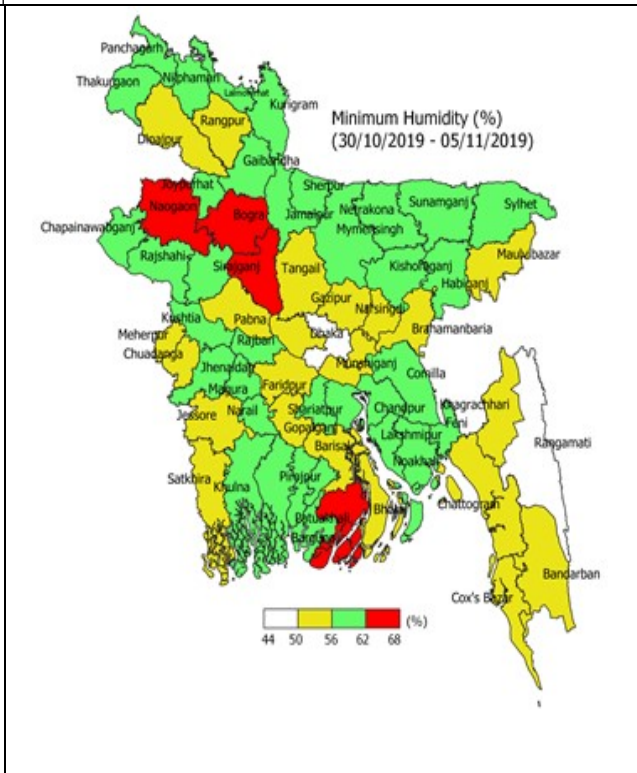 Panchagarh
Thakurgaon
Nilphamari
Lalmonirhat
Kurigram
Minimum Humidity (%)
(30/10/2019 - 05/11/2019)
Rangpur
Dinajpur
Gaibandha
Joypurhat
Sherpur
Naogaon
Bogra
Jamalpur
Netrakona
Sunamganj
Sylhet
Mymensingh
Chapainawabganj
Rajshahi
Sirajganj
Tangail
Kishoreganj
Maulvibazar
Habiganj
Gazipur
Narsingdi
Kushtia
Pabna
Dhaka
Brahamanbaria
Meherpur
Rajbari
Chuadanga
Munshiganj
Jhenaidah
Comilla
Magura
Faridpur
Khagrachhari
Jessore
Narail
Shariatpur
Chandpur
Feni
Gopalganj
Lakshmipur
Rangamati
Barisal
Satkhira
Khulna
Pirojpur
Noakhali
Bhola
Chattogram
Patuakhali
Barguna
Bandarban
Cox's Bazar
(%)
44 50 56 62 68